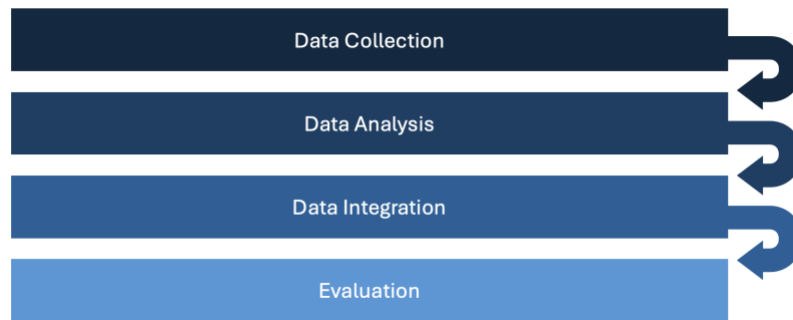 Data Collection
Data Analysis
Data Integration
Evaluation